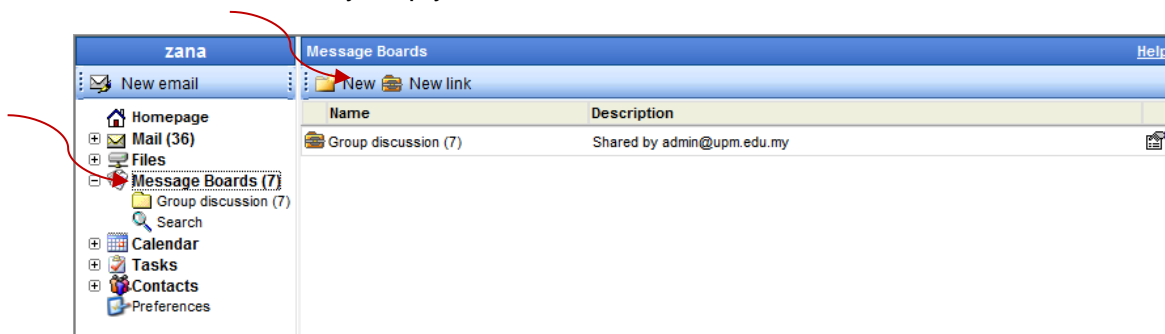 zana
Message Boards
Help
New email
New
New link
Homepage
Mail (36)
Files
Message Boards (7)
Group discussion (7)
Search
Calendar
Tasks
Contacts
Preferences
Name
Description
Group discussion (7)
Shared by admin@upm.edu.my